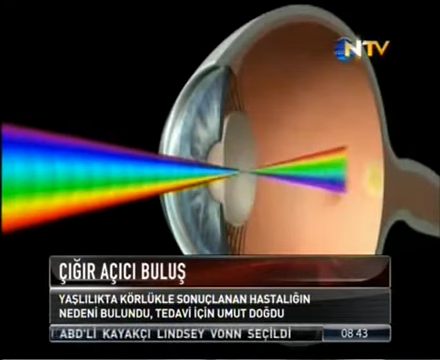 NTV
ÇIĞIR AÇICI BULUŞ
YAŞLILIKTA KÖRLÜKLE SONUÇLANAN HASTALIĞIN
NEDENİ BULUNDU, TEDAVİ İÇİN UMUT DOĞDU
ABD'Lİ KAYAKÇI LINDSEY VONN SEÇİLDİ 08:43